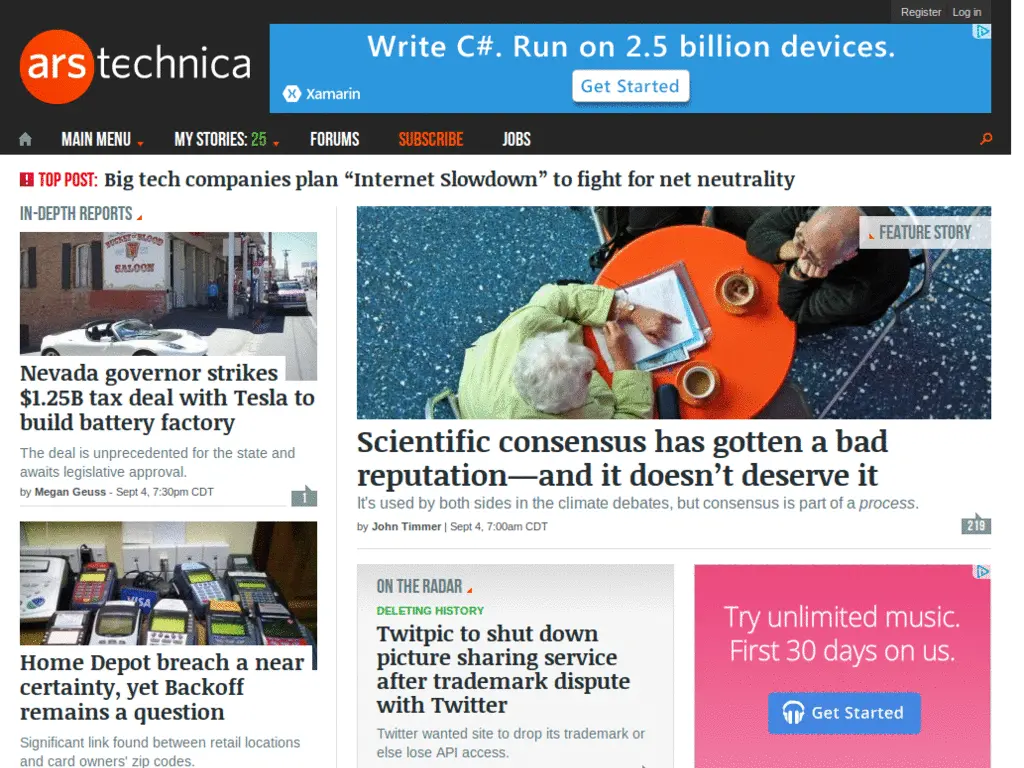 Register Log in
ars technica
Write C#. Run on 2.5 billion devices.
Get Started
Xamarin
MAIN MENU MY STORIES: 25 FORUMS SUBSCRIBE JOBS
TOP POST: Big tech companies plan “Internet Slowdown” to fight for net neutrality
IN-DEPTH REPORTS
BUCKET OF BLOOD
SALOON
Nevada governor strikes
$1.25B tax deal with Tesla to
build battery factory
The deal is unprecedented for the state and
awaits legislative approval.
by Megan Geuss - Sept 4, 7:30pm CDT
1
VISA
Home Depot breach a near
certainty, yet Backoff
remains a question
Significant link found between retail locations
and card owners' zip codes.
FEATURE STORY
Scientific consensus has gotten a bad
reputation—and it doesn’t deserve it
It's used by both sides in the climate debates, but consensus is part of a process.
by John Timmer | Sept 4, 7:00am CDT
219
ON THE RADAR
DELETING HISTORY
Twitpic to shut down
picture sharing service
after trademark dispute
with Twitter
Twitter wanted site to drop its trademark or
else lose API access.
Try unlimited music.
First 30 days on us.
Get Started